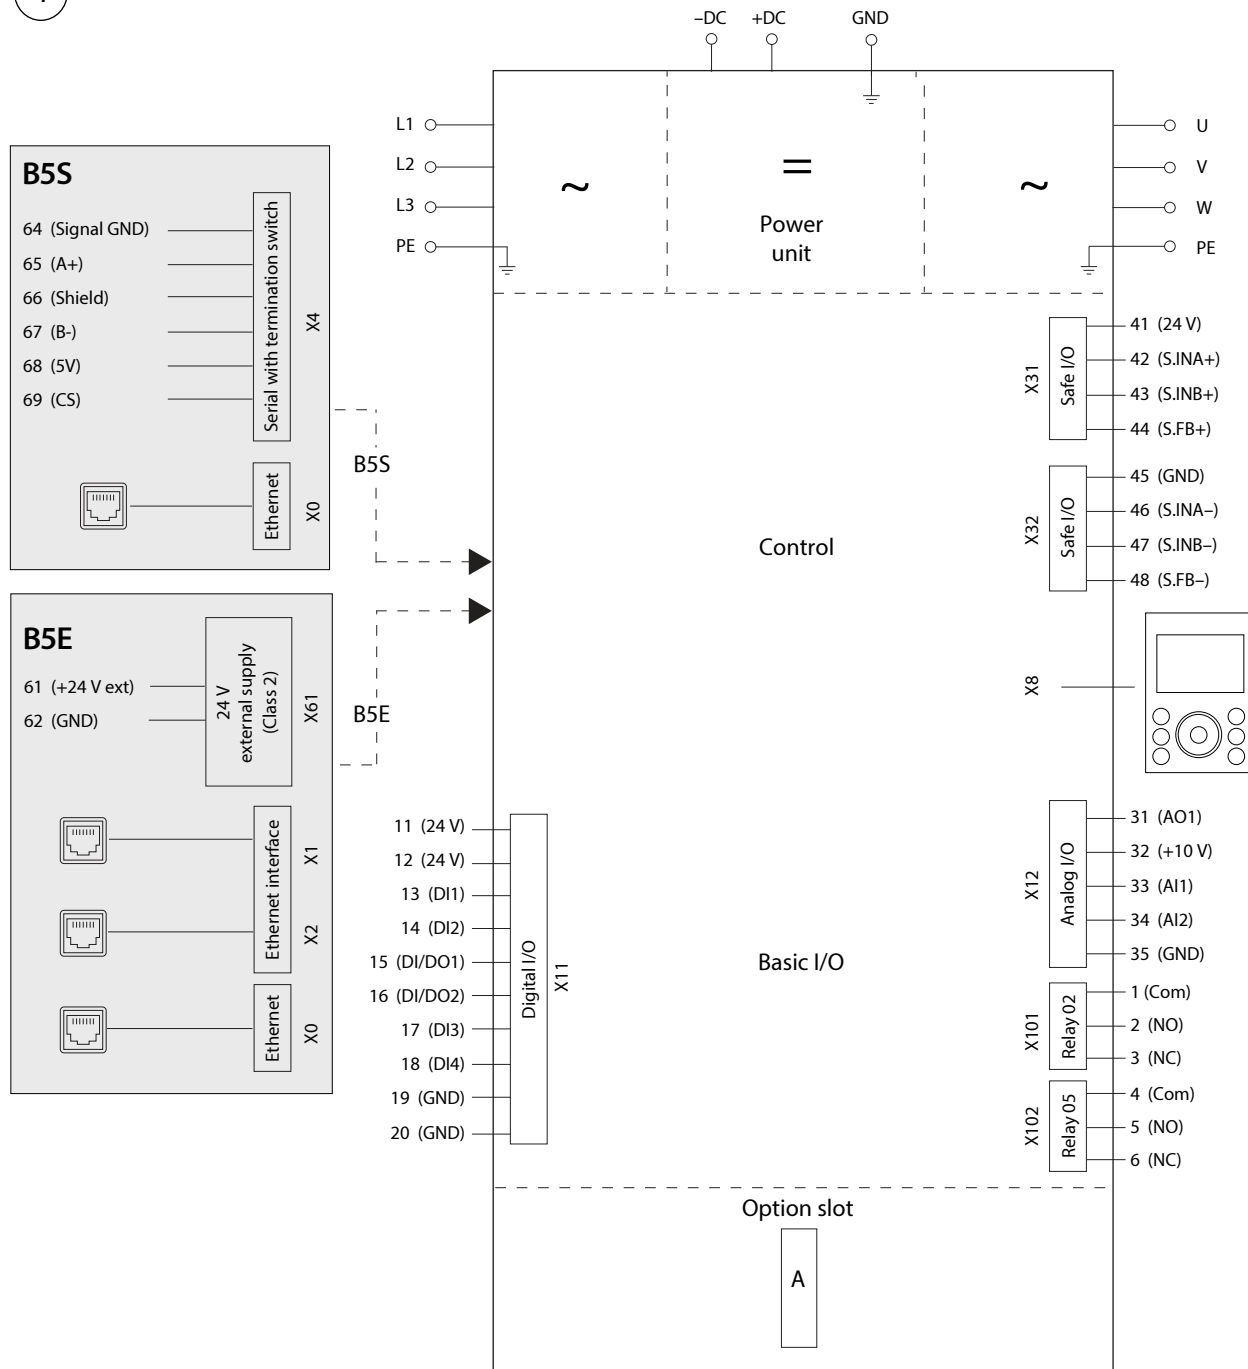 –DC +DC GND
L1
L2
L3
PE
~
=
~
Power
unit
U
V
W
PE
B5S
64 (Signal GND)
65 (A+)
66 (Shield)
67 (B-)
68 (5V)
69 (CS)
Serial with termination switch
X4
Ethernet
X0
B5S
B5E
61 (+24 V ext)
62 (GND)
24 V
external supply
(Class 2)
X61
Ethernet interface
X1
X2
Ethernet
X0
B5E
Control
X31
Safe I/O
41 (24 V)
42 (S.INA+)
43 (S.INB+)
44 (S.FB+)
X32
Safe I/O
45 (GND)
46 (S.INA–)
47 (S.INB–)
48 (S.FB–)
X8
11 (24 V)
12 (24 V)
13 (DI1)
14 (DI2)
15 (DI/DO1)
16 (DI/DO2)
17 (DI3)
18 (DI4)
19 (GND)
20 (GND)
Digital I/O
X11
Basic I/O
X12
Analog I/O
31 (AO1)
32 (+10 V)
33 (AI1)
34 (AI2)
35 (GND)
X101
Relay 02
1 (Com)
2 (NO)
3 (NC)
X102
Relay 05
4 (Com)
5 (NO)
6 (NC)
Option slot
A